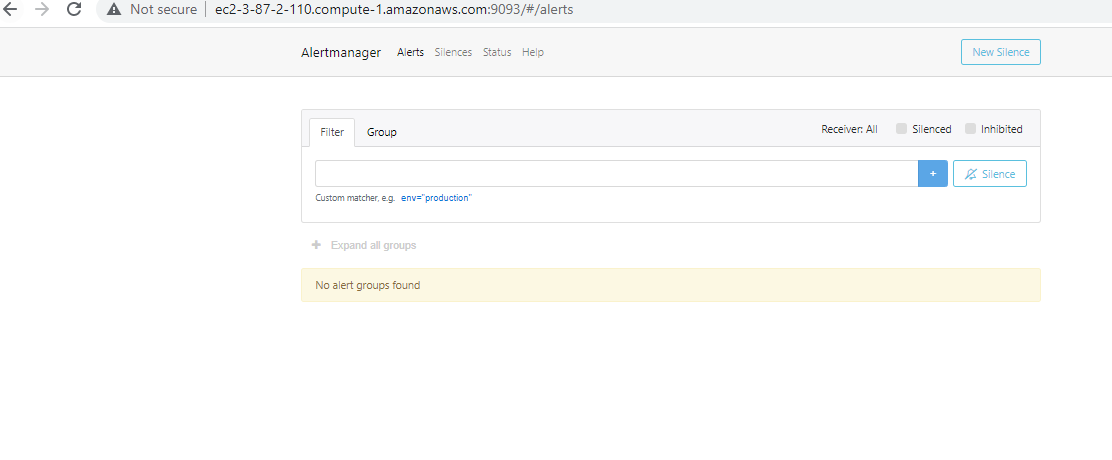 Not secure | ec2-3-87-2-110.compute-1.amazonaws.com:9093/#/alerts
Alertmanager Alerts Silences Status Help New Silence
Filter Group Receiver: All Silenced Inhibited
+ Silence
Custom matcher, e.g. env="production"
+ Expand all groups
No alert groups found